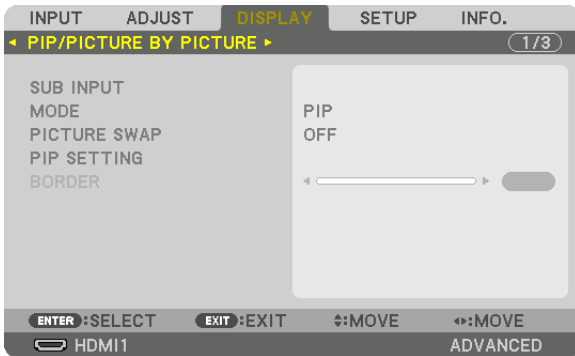 INPUT ADJUST DISPLAY SETUP INFO.
PIP/PICTURE BY PICTURE 1/3
SUB INPUT
MODE PIP
PICTURE SWAP OFF
PIP SETTING
BORDER
ENTER:SELECT EXIT:EXIT :MOVE :MOVE
HDMI1 ADVANCED